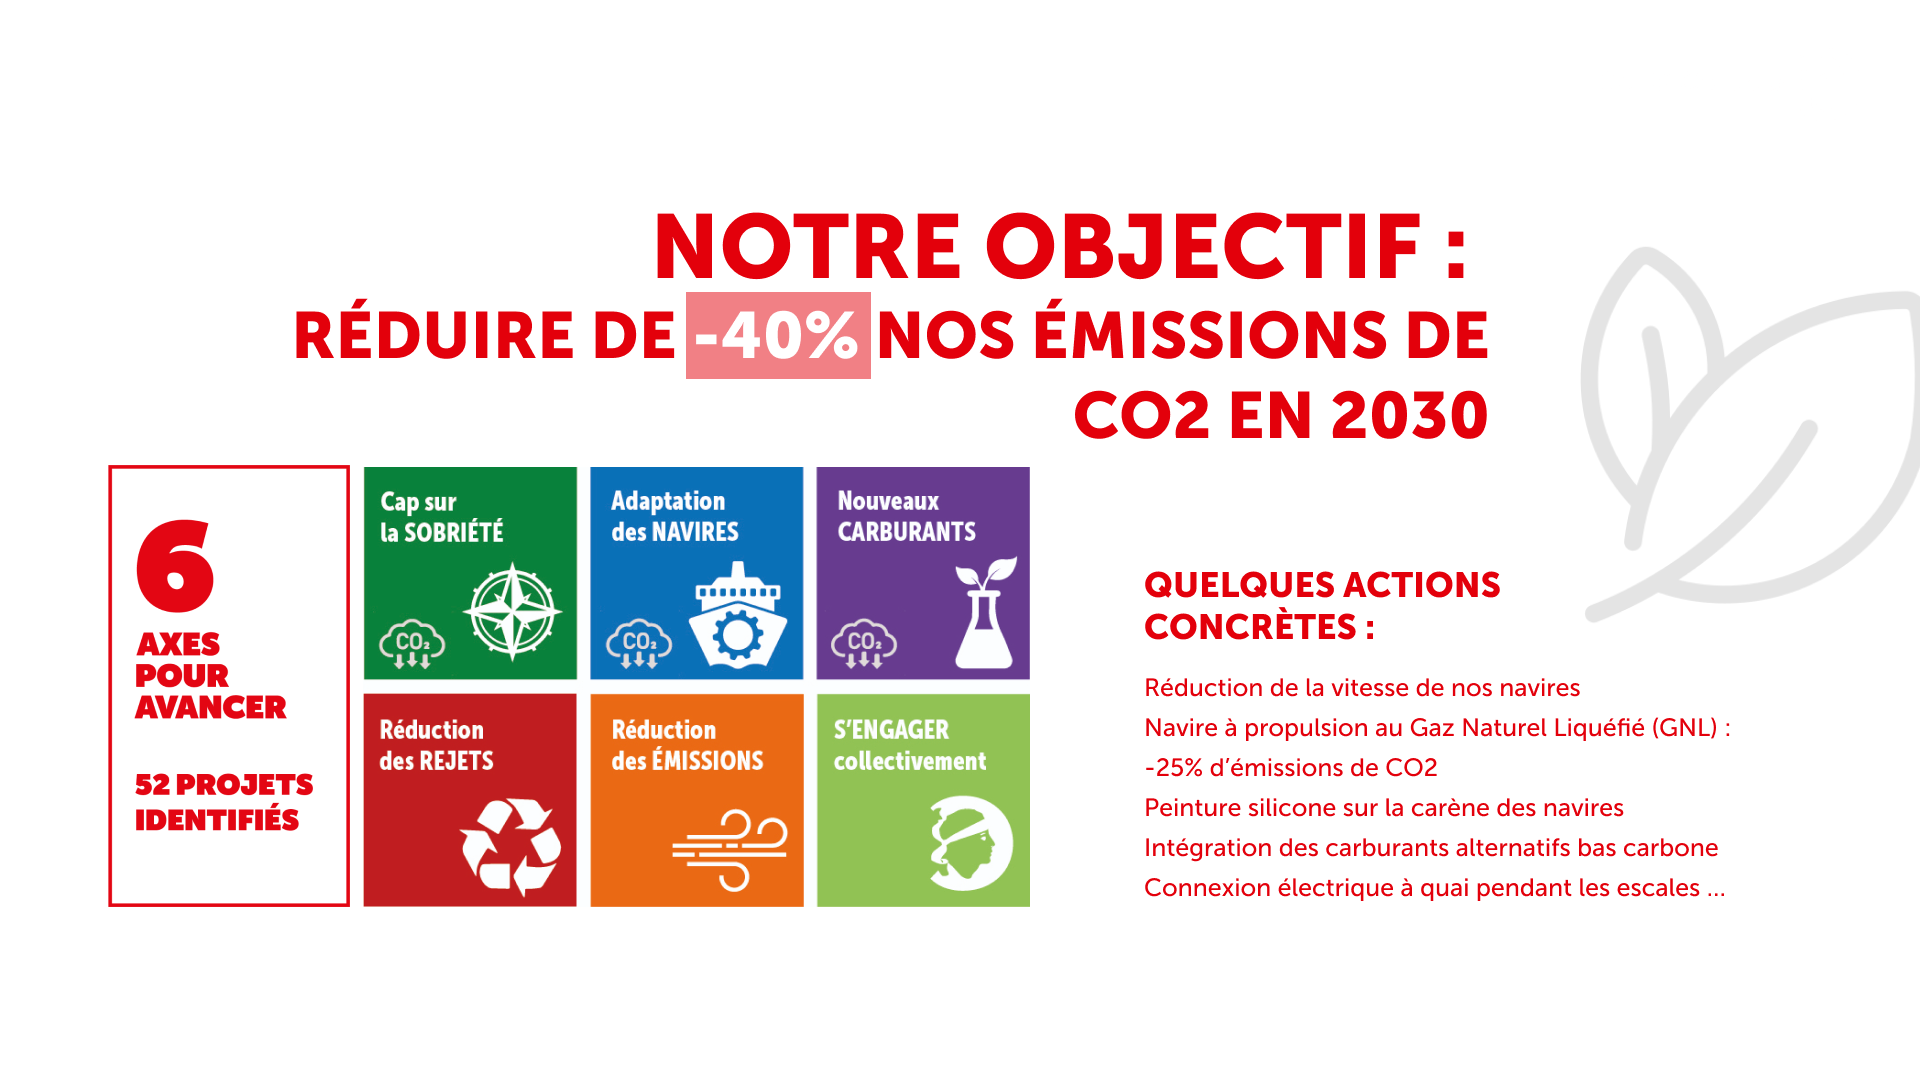 NOTRE OBJECTIF :
RÉDUIRE DE -40% NOS ÉMISSIONS DE
CO2 EN 2030
6
AXES
POUR
AVANCER
52 PROJETS
IDENTIFIÉS
Cap sur
la SOBRIÉTÉ
CO₂
Adaptation
des NAVIRES
CO₂
Nouveaux
CARBURANTS
CO₂
Réduction
des REJETS
Réduction
des ÉMISSIONS
S'ENGAGER
collectivement
QUELQUES ACTIONS
CONCRÈTES :
Réduction de la vitesse de nos navires
Navire à propulsion au Gaz Naturel Liquéfié (GNL) :
-25% d’émissions de CO2
Peinture silicone sur la carène des navires
Intégration des carburants alternatifs bas carbone
Connexion électrique à quai pendant les escales ...